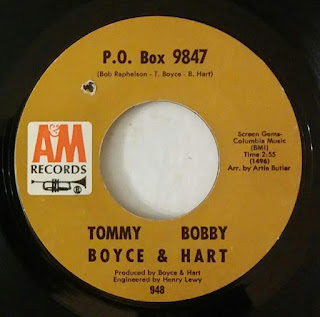 P.O. Box 9847
(Bob Raphelson - T. Boyce - B. Hart)
Screen Gems-
Columbia Music
(BMI)
Time 2:55
(1496)
Arr. by Artie Butler
A&M
RECORDS
TOMMY BOBBY
BOYCE & HART
Produced by Boyce & Hart
Engineered by Henry Lewy
948